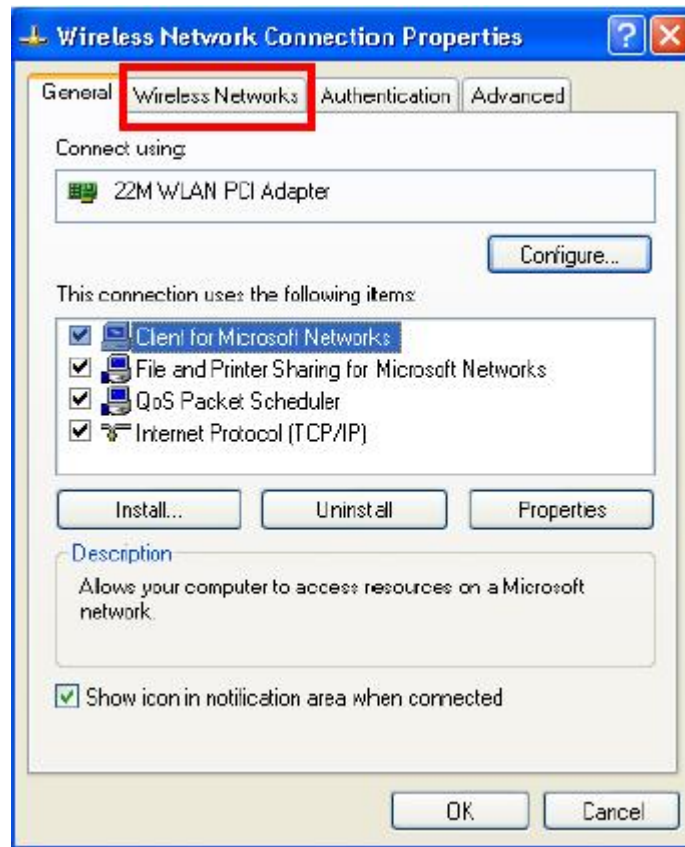 Wireless Network Connection Properties
General Wireless Networks Authentication Advanced
Connect using:
22M WLAN PCI Adapter
Configure...
This connection uses the following items:
Client for Microsoft Networks
File and Printer Sharing for Microsoft Networks
QoS Packet Scheduler
Internet Protocol (TCP/IP)
Install... Uninstall Properties
Description
Allows your computer to access resources on a Microsoft
network.
Show icon in notification area when connected
OK Cancel